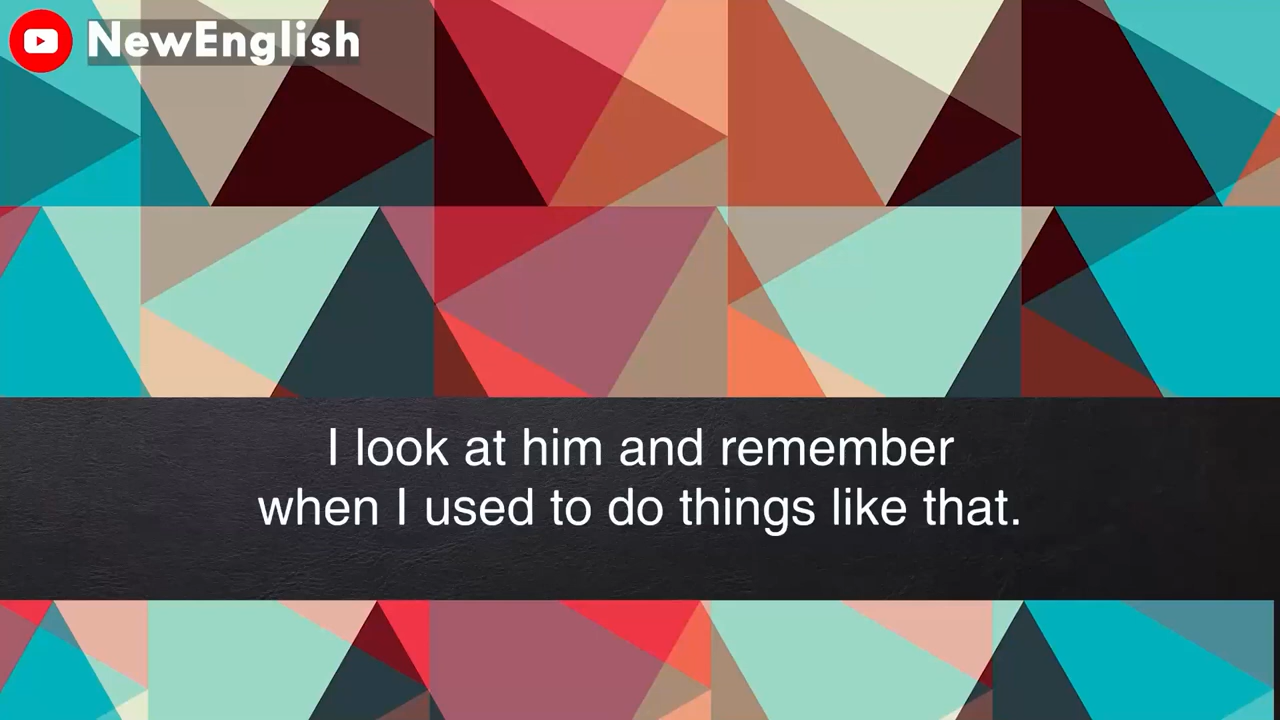 NewEnglish
I look at him and remember
when I used to do things like that.